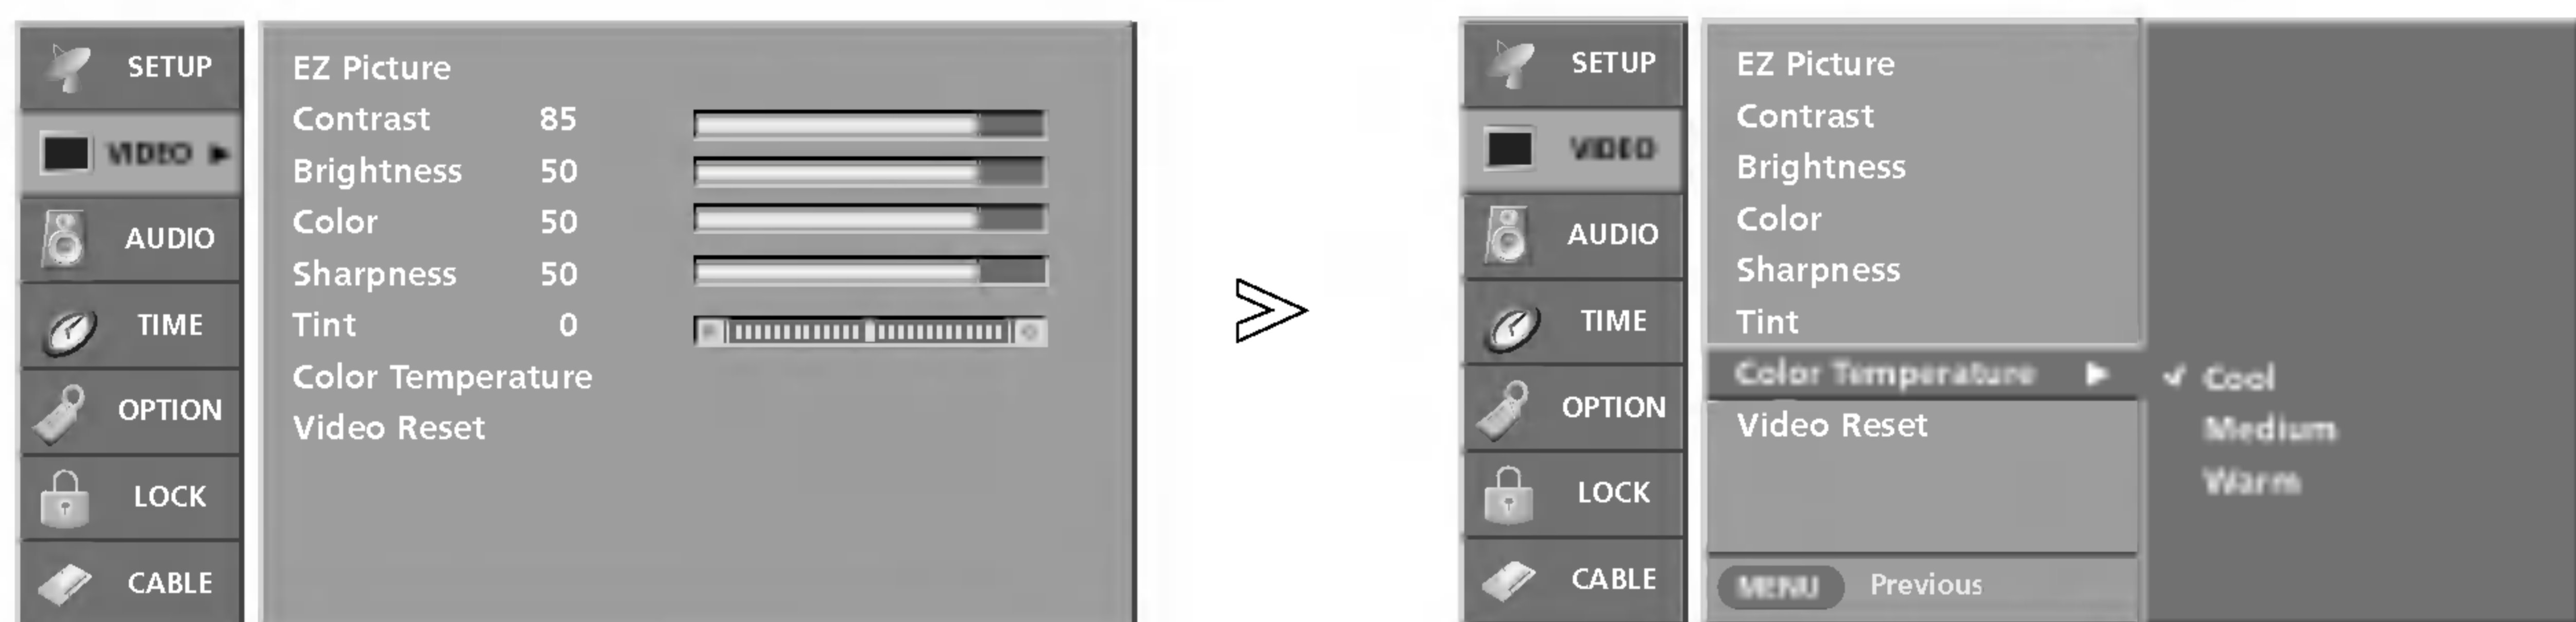 SETUP
VIDEO ▶
AUDIO
TIME
OPTION
LOCK
CABLE
EZ Picture
Contrast 85
Brightness 50
Color 50
Sharpness 50
Tint 0
Color Temperature
Video Reset
SETUP
VIDEO
AUDIO
TIME
OPTION
LOCK
CABLE
EZ Picture
Contrast
Brightness
Color
Sharpness
Tint
Color Temperature ▶
Video Reset
MENU Previous
✔ Cool
Medium
Warm